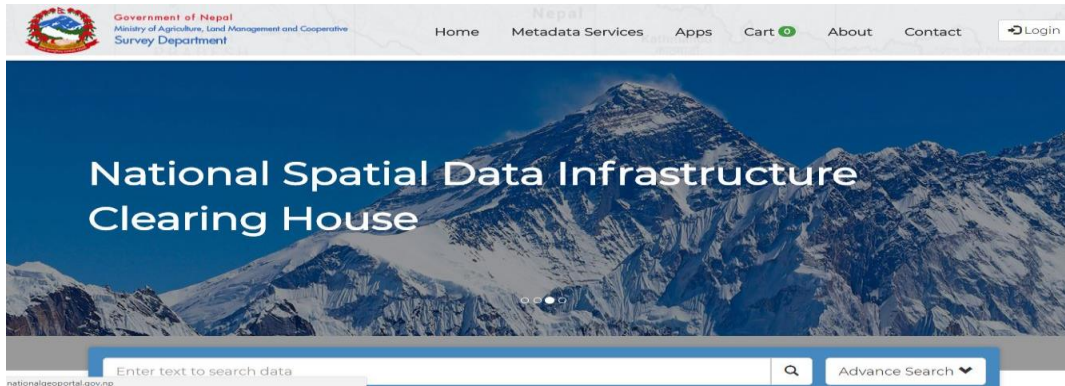 Government of Nepal
Ministry of Agriculture, Land Management and Cooperative
Survey Department
Nepal
Home Metadata Services Apps Cart 0 About Contact Login
National Spatial Data Infrastructure
Clearing House
Enter text to search data Advance Search
nationalgeoportal.gov.np